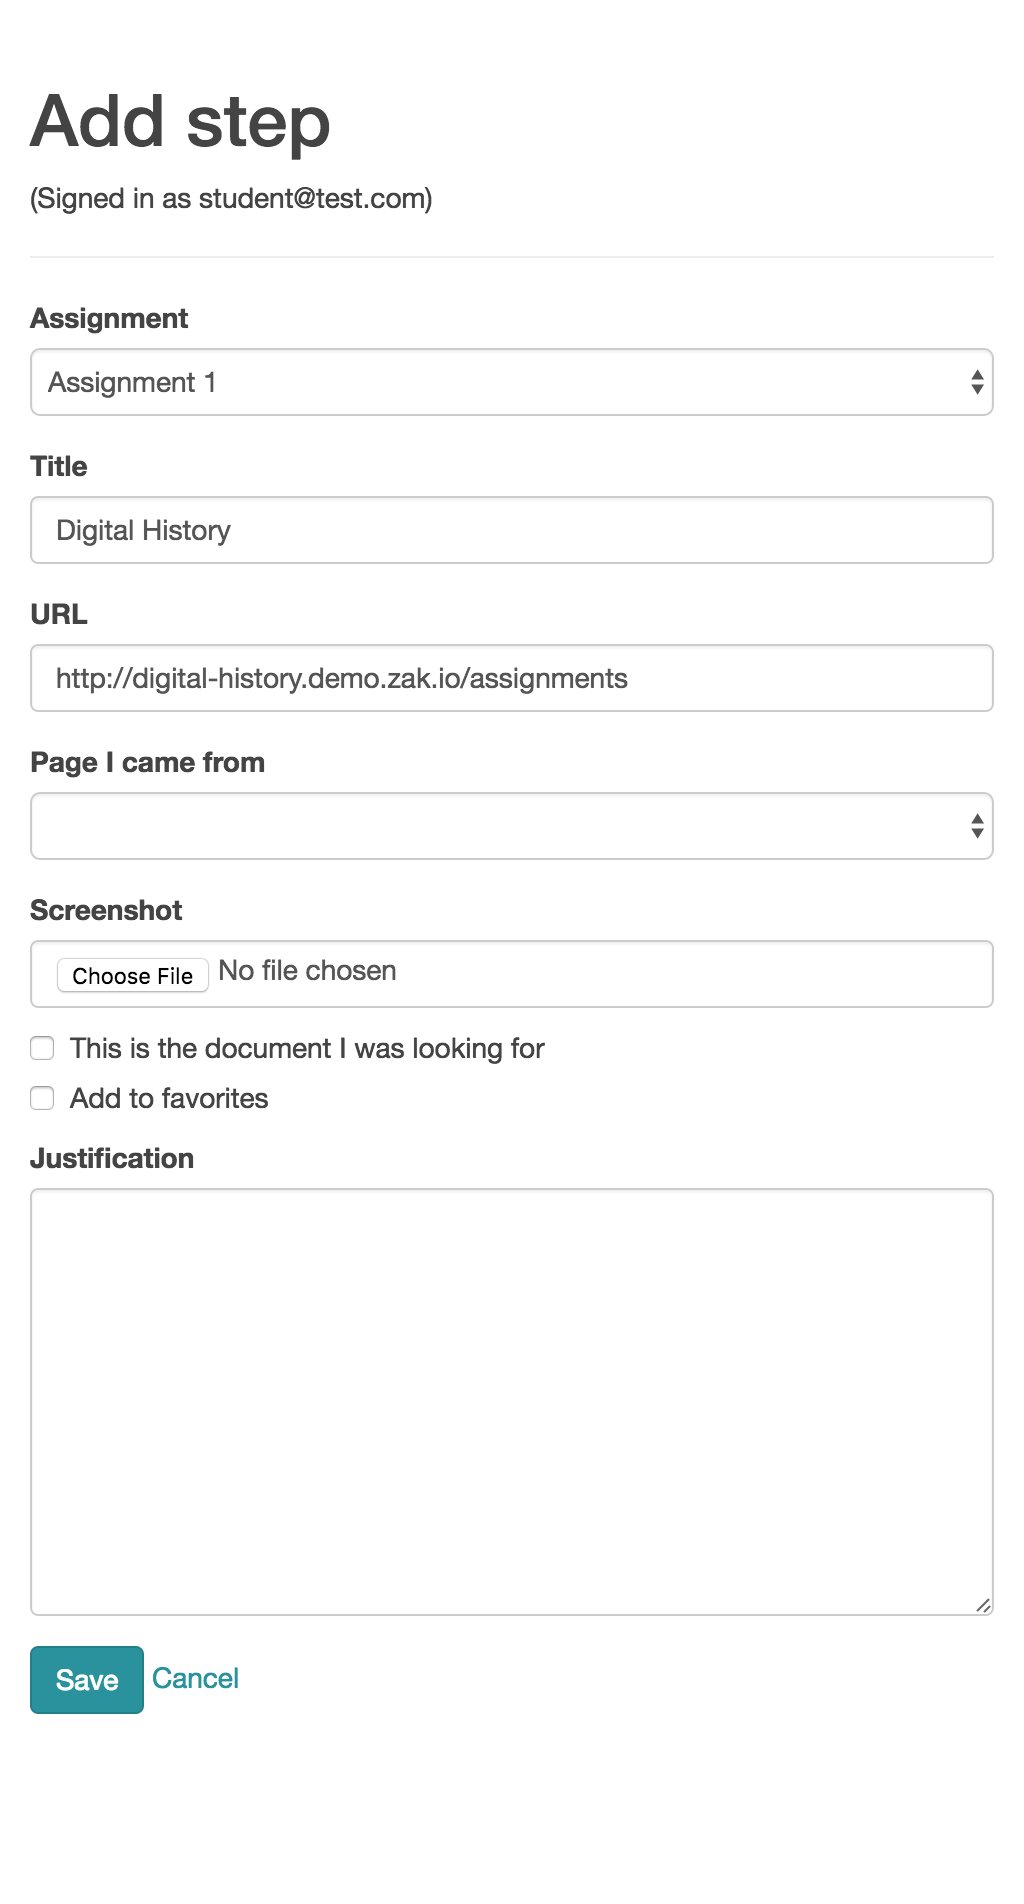 Add step
(Signed in as student@test.com)
Assignment
Assignment 1
Title
Digital History
URL
http://digital-history.demo.zak.io/assignments
Page I came from
Screenshot
Choose File No file chosen
This is the document I was looking for
Add to favorites
Justification
Save Cancel